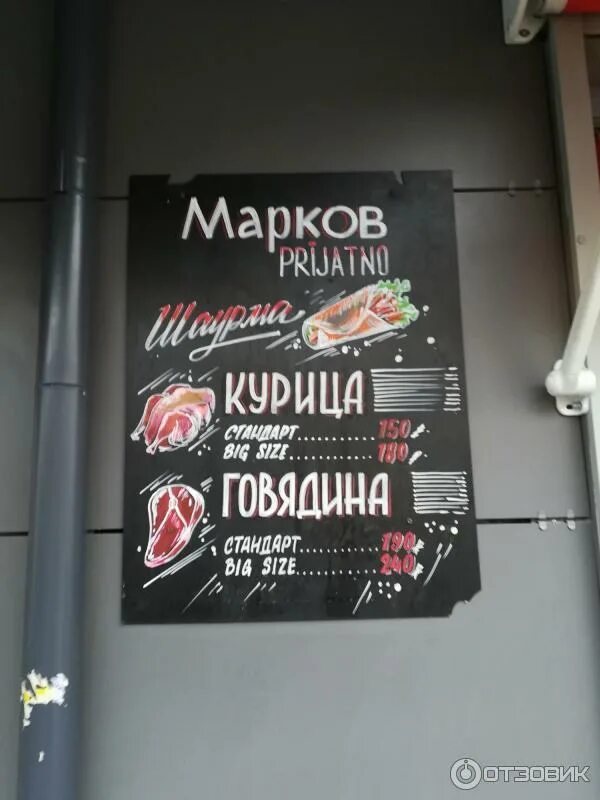 Марков
PRIJATNO
Шаурма
КУРИЦА
СТАНДАРТ..........150
BIG SIZE............180
ГОВЯДИНА
СТАНДАРТ..........190
BIG SIZE............240
ОТЗОВИК